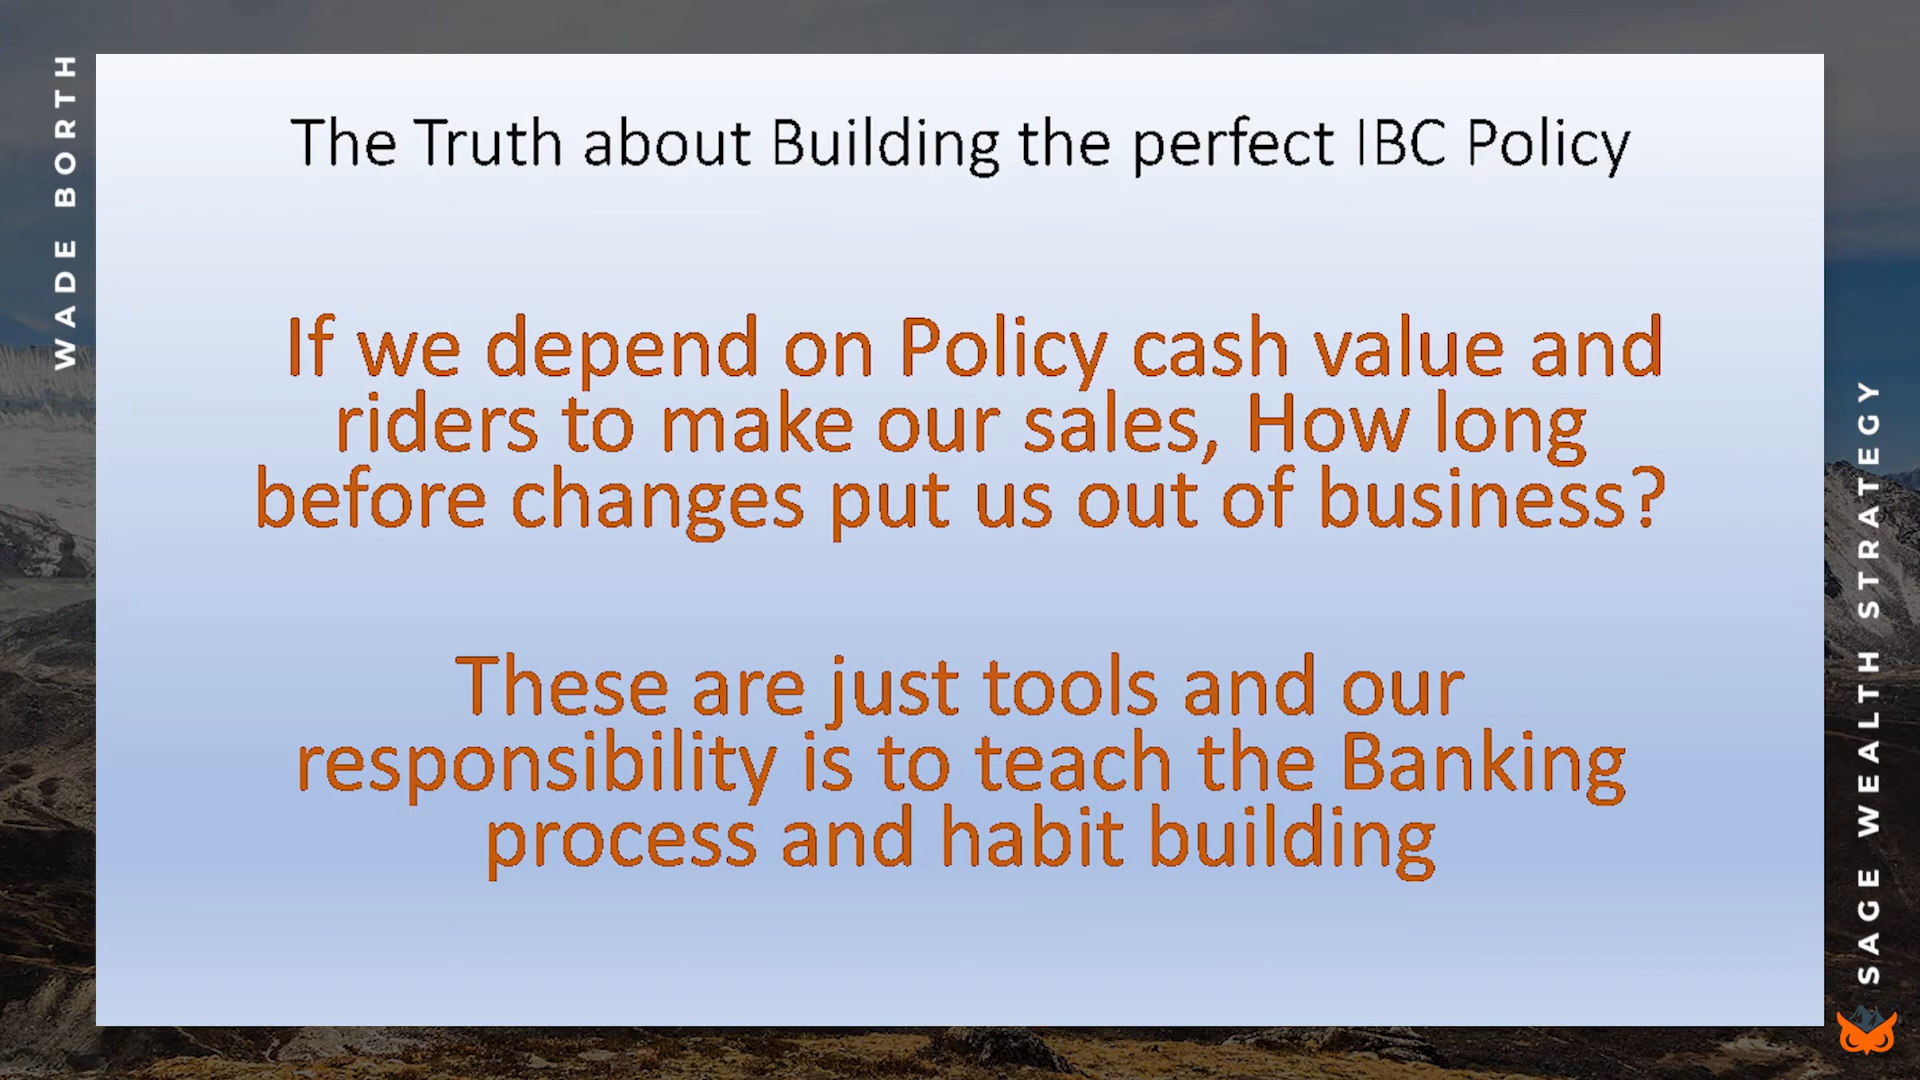 WADE BORTH
The Truth about Building the perfect IBC Policy
If we depend on Policy cash value and
riders to make our sales, How long
before changes put us out of business?
These are just tools and our
responsibility is to teach the Banking
process and habit building
SAGE WEALTH STRATEGY